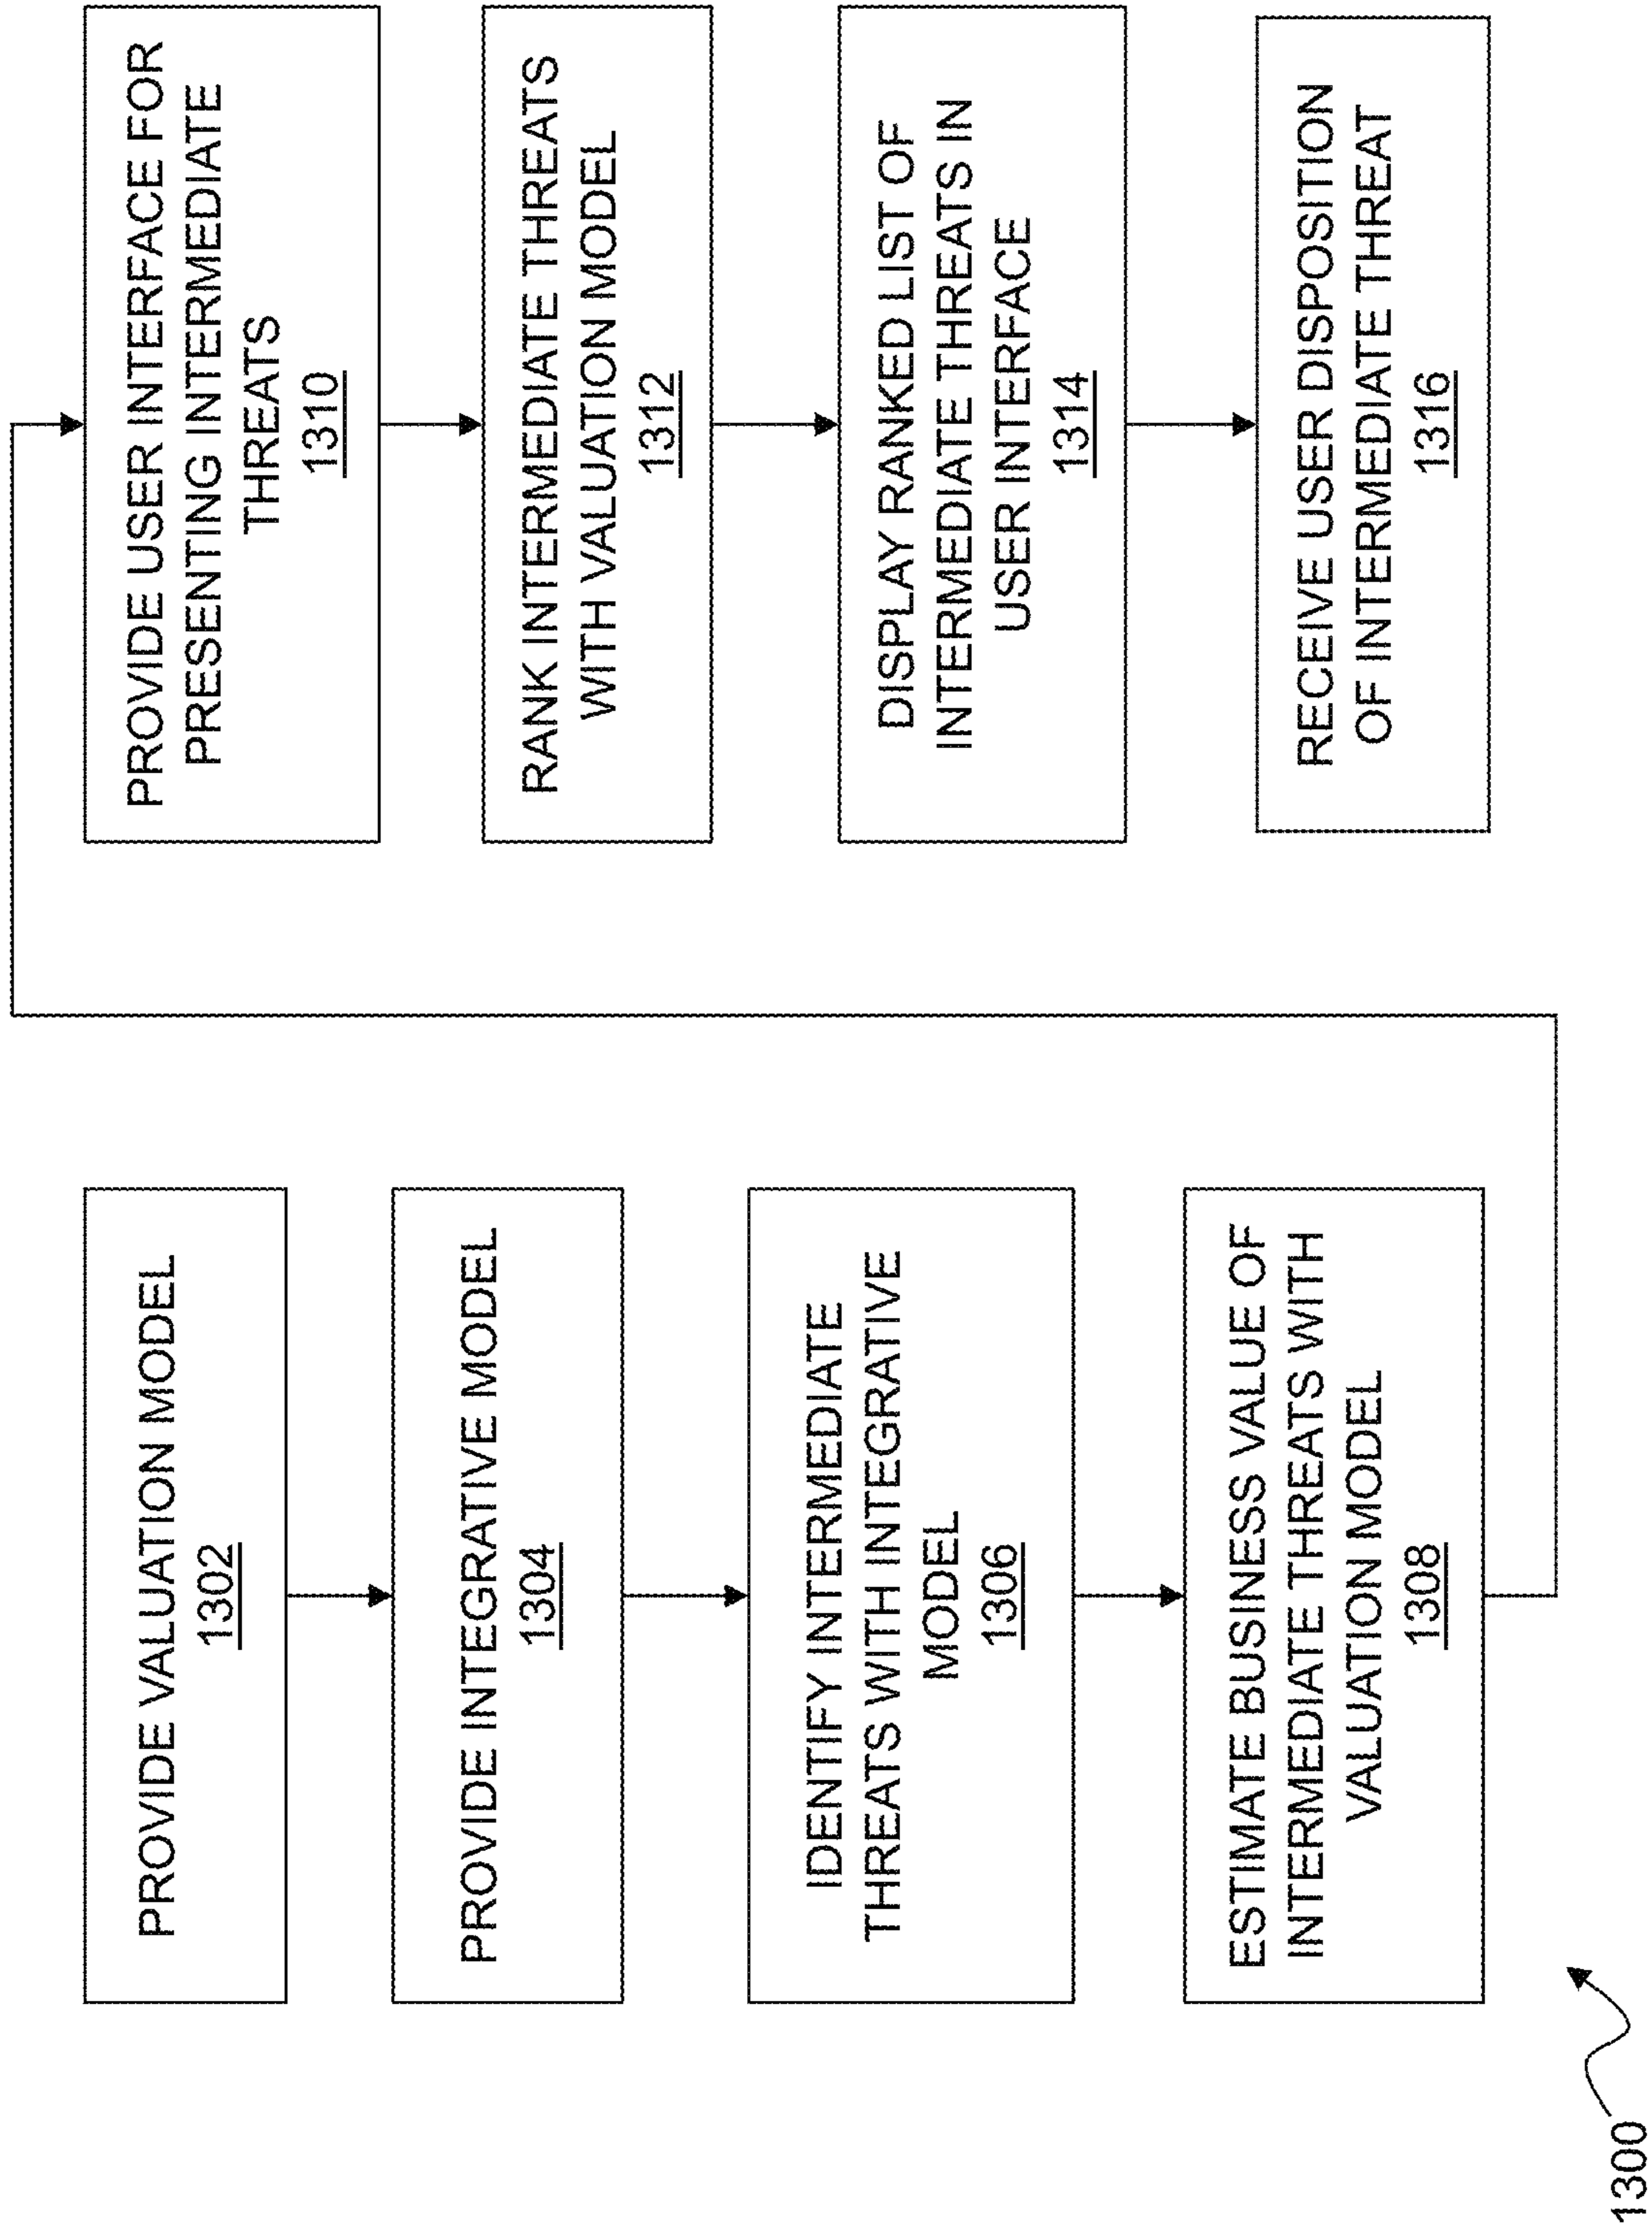 PROVIDE VALUATION MODEL
1302
PROVIDE INTEGRATIVE MODEL
1304
IDENTIFY INTERMEDIATE
THREATS WITH INTEGRATIVE
MODEL
1306
ESTIMATE BUSINESS VALUE OF
INTERMEDIATE THREATS WITH
VALUATION MODEL
1308
PROVIDE USER INTERFACE FOR
PRESENTING INTERMEDIATE
THREATS
1310
RANK INTERMEDIATE THREATS
WITH VALUATION MODEL
1312
DISPLAY RANKED LIST OF
INTERMEDIATE THREATS IN
USER INTERFACE
1314
RECEIVE USER DISPOSITION
OF INTERMEDIATE THREAT
1316
1300